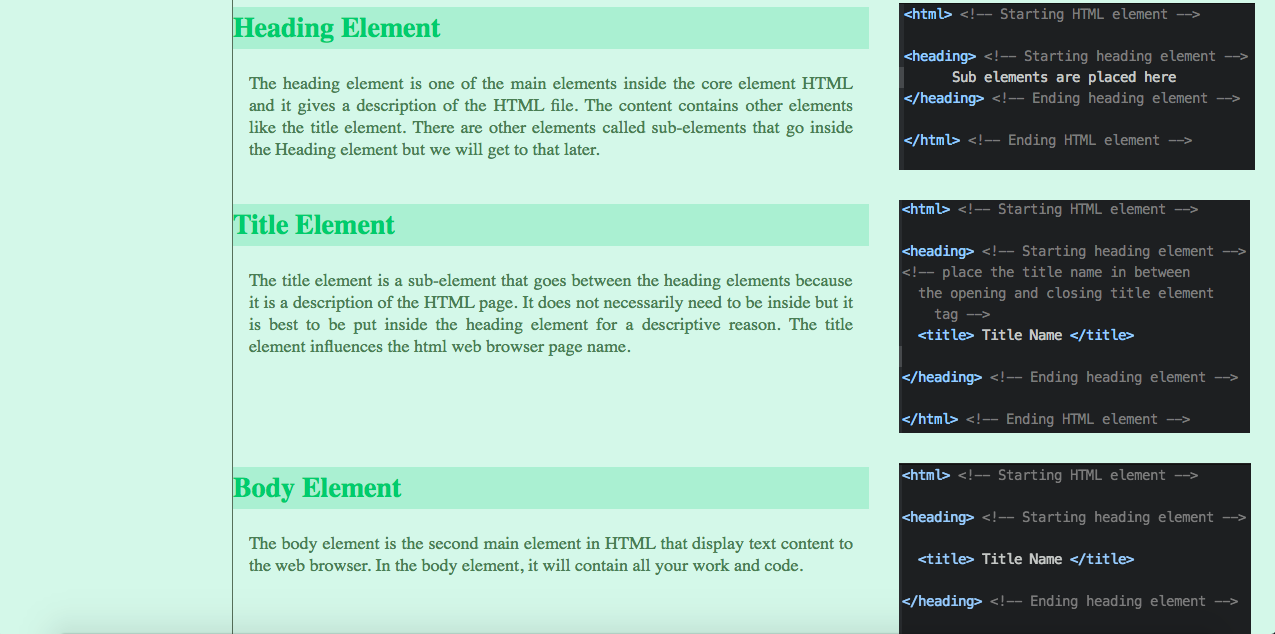 Heading Element
The heading element is one of the main elements inside the core element HTML
and it gives a description of the HTML file. The content contains other elements
like the title element. There are other elements called sub-elements that go inside
the Heading element but we will get to that later.
<html> <!-- Starting HTML element -->
<heading> <!-- Starting heading element -->
Sub elements are placed here
</heading> <!-- Ending heading element -->
</html> <!-- Ending HTML element -->
Title Element
The title element is a sub-element that goes between the heading elements because
it is a description of the HTML page. It does not necessarily need to be inside but it
is best to be put inside the heading element for a descriptive reason. The title
element influences the html web browser page name.
<html> <!-- Starting HTML element -->
<heading> <!-- Starting heading element -->
<!-- place the title name in between
the opening and closing title element
tag -->
<title> Title Name </title>
</heading> <!-- Ending heading element -->
</html> <!-- Ending HTML element -->
Body Element
The body element is the second main element in HTML that display text content to
the web browser. In the body element, it will contain all your work and code.
<html> <!-- Starting HTML element -->
<heading> <!-- Starting heading element -->
<title> Title Name </title>
</heading> <!-- Ending heading element -->